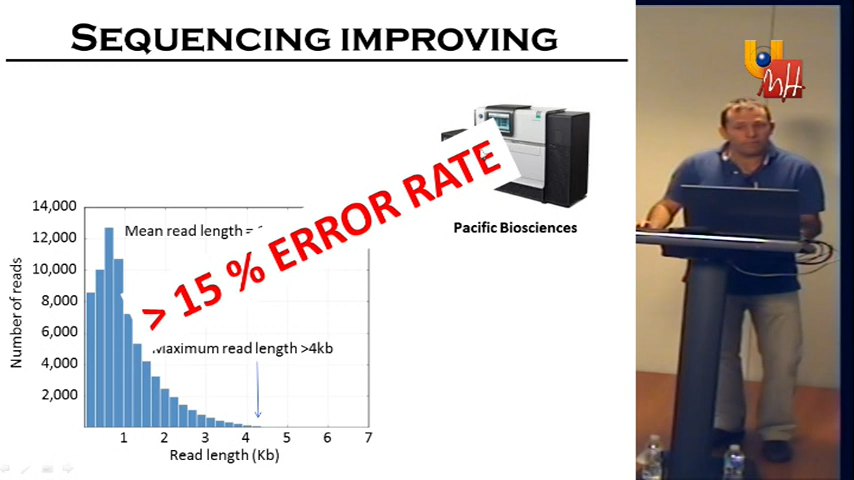 SEQUENCING IMPROVING
Pacific Biosciences
> 15 % ERROR RATE
Mean read length =
Maximum read length >4kb
Number of reads
14,000
12,000
10,000
8,000
6,000
4,000
2,000
1 2 3 4 5 6 7
Read length (Kb)
UMH